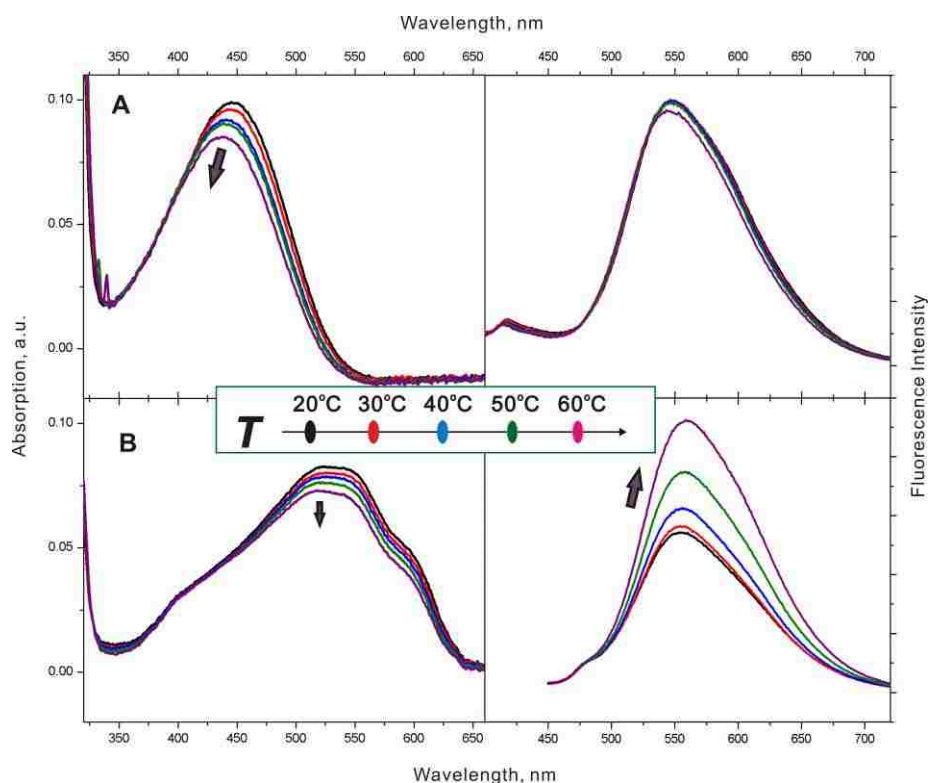 Wavelength, nm
350 400 450 500 550 600 650 450 500 550 600 650 700
Absorption, a.u.
Fluorescence Intensity
A
0.10
0.05
0.00
T 20°C 30°C 40°C 50°C 60°C
B
0.10
0.05
0.00
350 400 450 500 550 600 650 450 500 550 600 650 700
Wavelength, nm